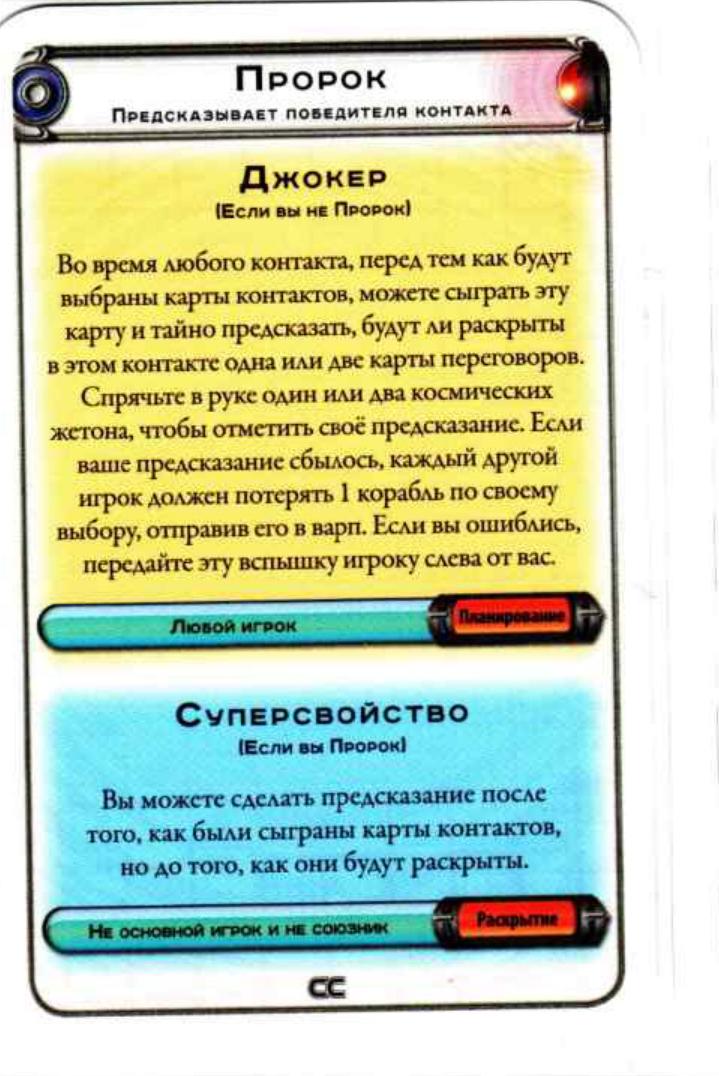 Пророк
Предсказывает победителя контакта
Джокер
(Если вы не Пророк)
Во время любого контакта, перед тем как будут
выбраны карты контактов, можете сыграть эту
карту и тайно предсказать, будут ли раскрыты
в этом контакте одна или две карты переговоров.
Спрячьте в руке один или два космических
жетона, чтобы отметить своё предсказание. Если
ваше предсказание сбылось, каждый другой
игрок должен потерять 1 корабль по своему
выбору, отправив его в варп. Если вы ошиблись,
передайте эту вспышку игроку слева от вас.
Любой игрок Планирование
Суперсвойство
(Если вы Пророк)
Вы можете сделать предсказание после
того, как были сыграны карты контактов,
но до того, как они будут раскрыты.
Не основной игрок и не союзник Раскрытие
CC